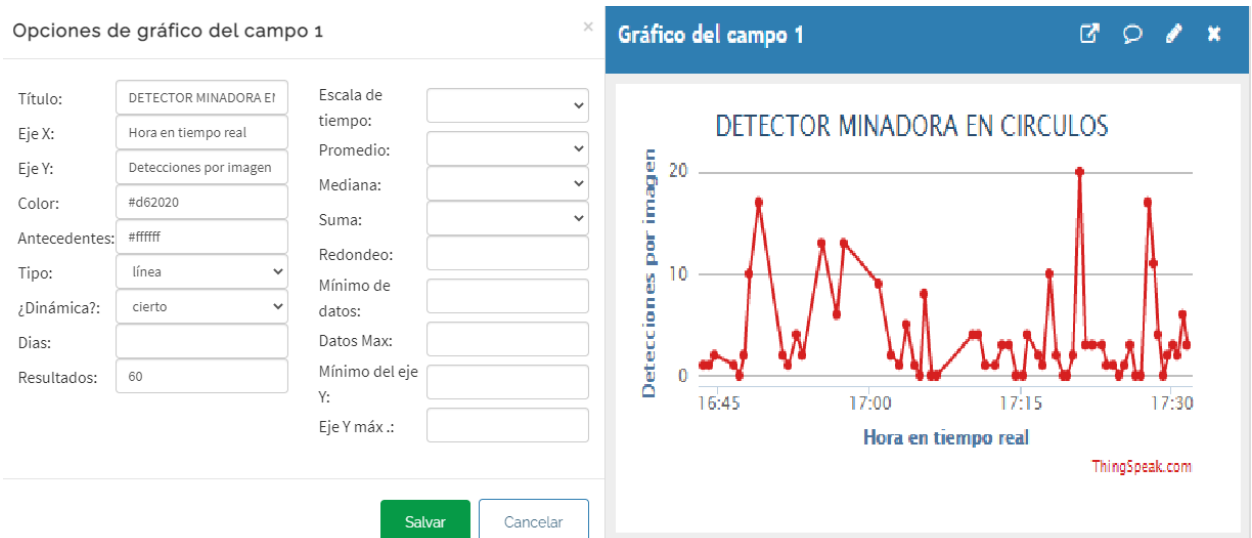 Opciones de gráfico del campo 1
×
Título:
DETECTOR MINADORA EN
Eje X:
Hora en tiempo real
Eje Y:
Detecciones por imagen
Color:
#d62020
Antecedentes:
#ffffff
Tipo:
línea
¿Dinámica?:
cierto
Dias:
Resultados:
60
Escala de
tiempo:
Promedio:
Mediana:
Suma:
Redondeo:
Mínimo de
datos:
Datos Max:
Mínimo del eje
Y:
Eje Y máx .:
Salvar
Cancelar
Gráfico del campo 1
DETECTOR MINADORA EN CIRCULOS
Detecciones por imagen
20
10
0
16:45
17:00
17:15
17:30
Hora en tiempo real
ThingSpeak.com